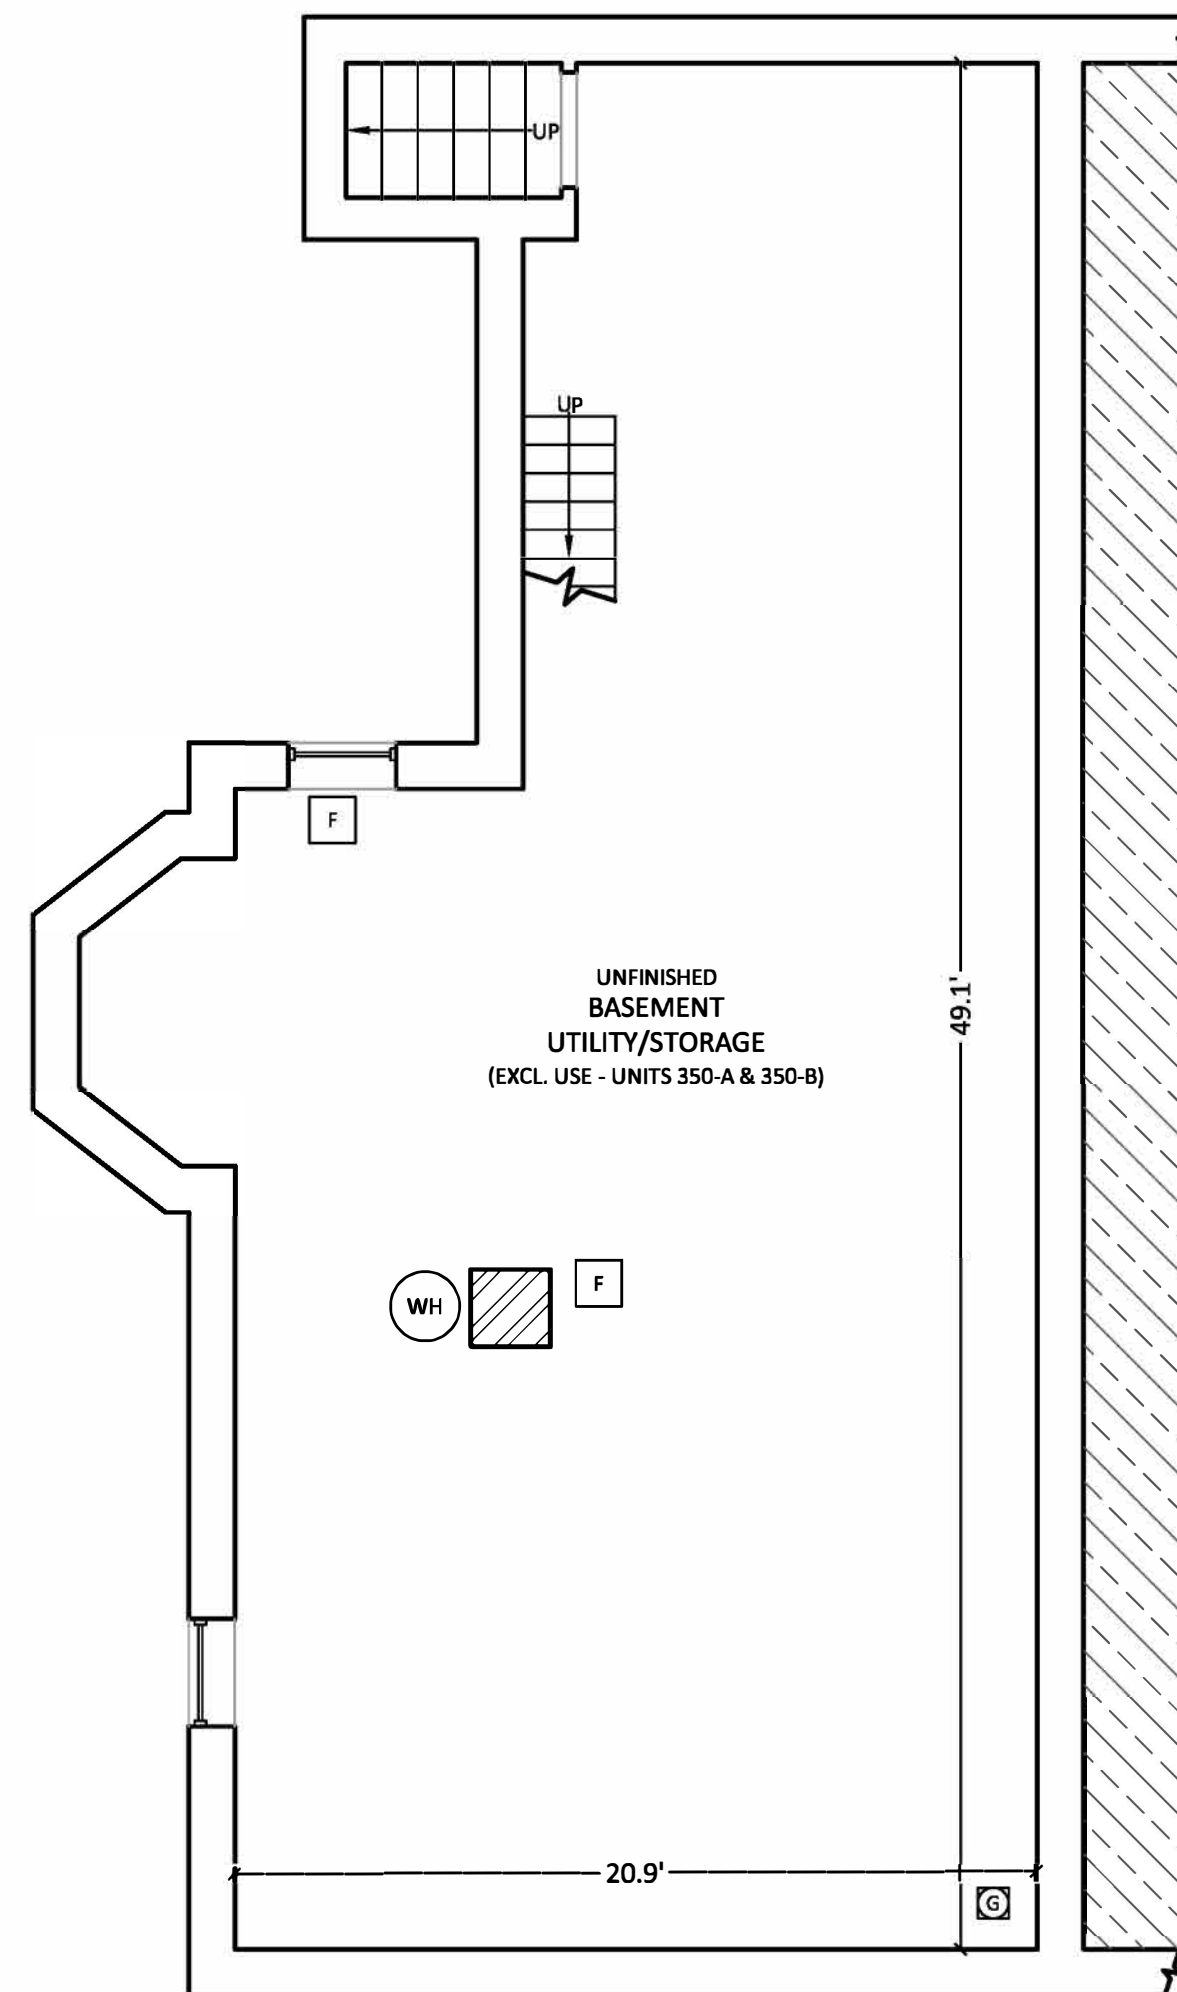 UP
UP
F
UNFINISHED
BASEMENT
UTILITY/STORAGE
(EXCL. USE - UNITS 350-A & 350-B)
49.1'
WH
F
20.9'
G